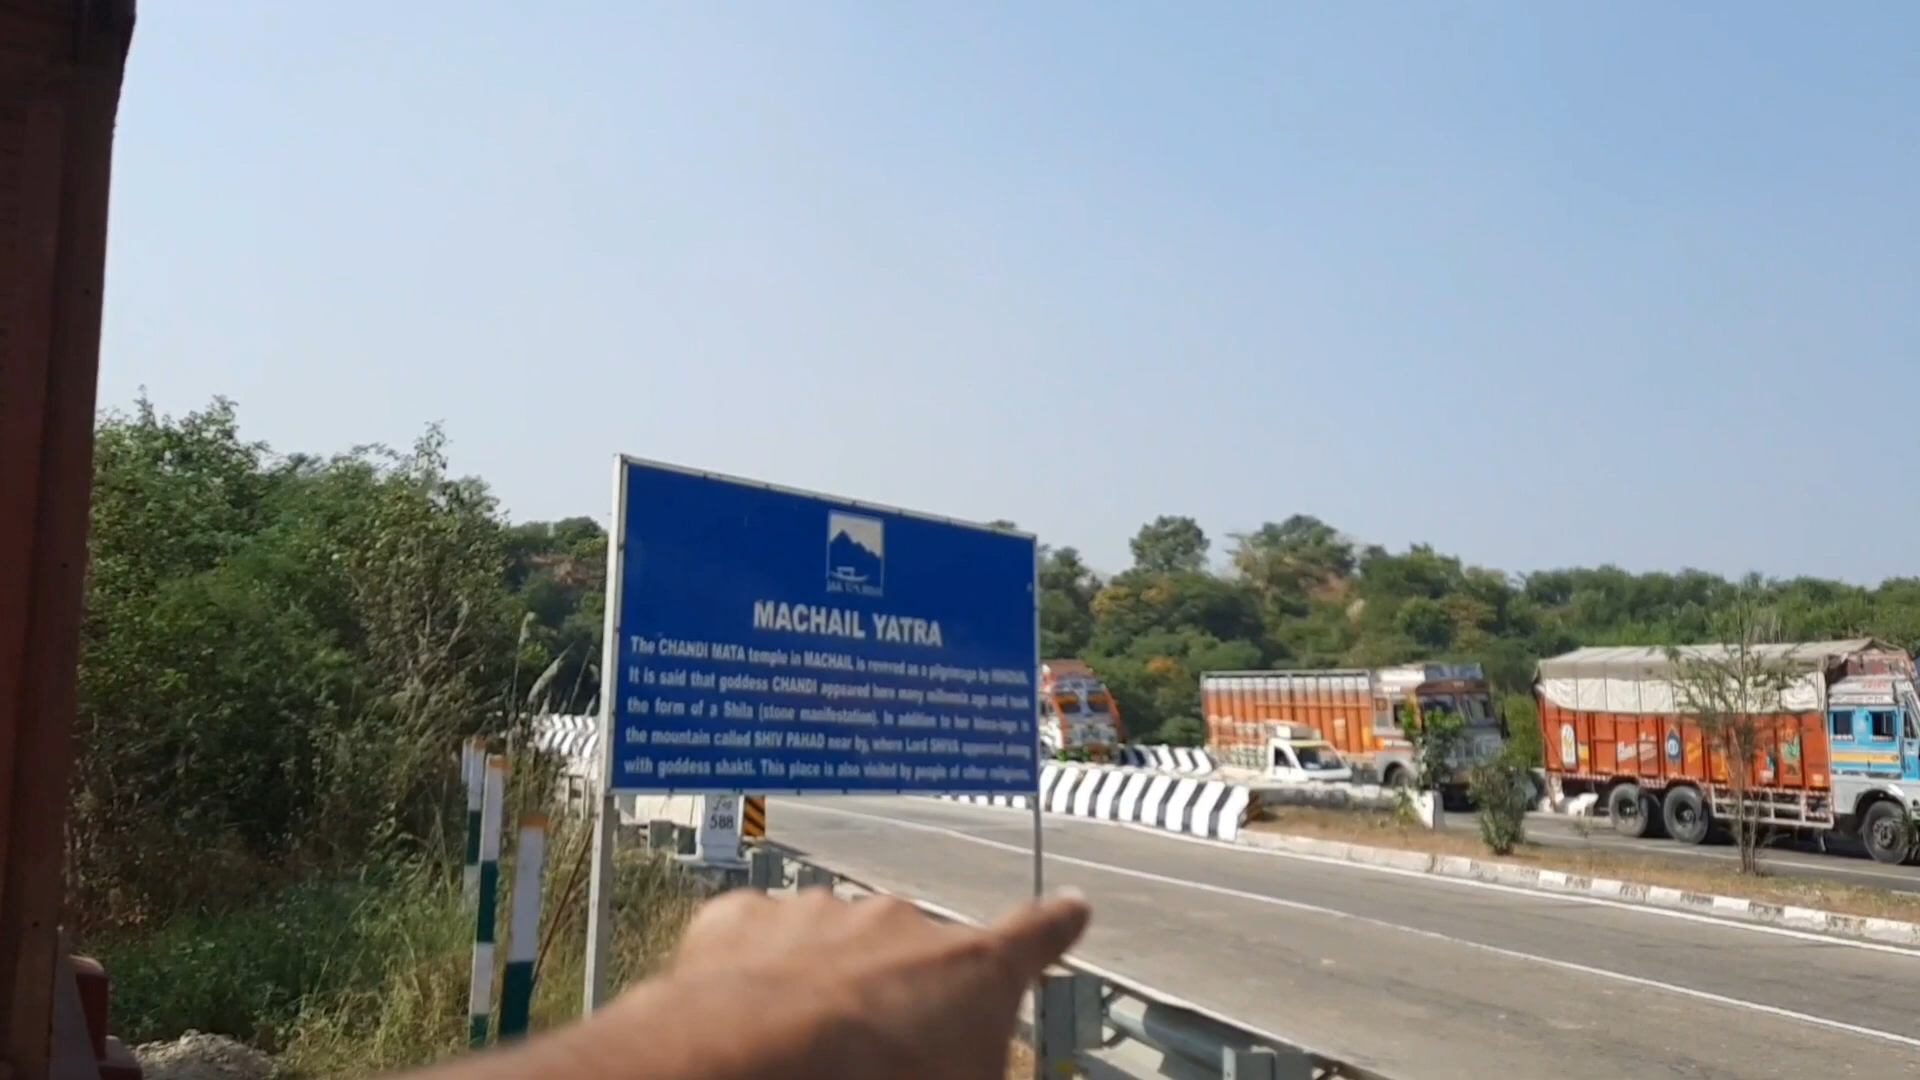 J&K TOURISM
MACHAIL YATRA
The CHANDI MATA temple in MACHAIL is revered as a pilgrimage by HINDUS.
It is said that goddess CHANDI appeared here many millennia ago and took
the form of a Shila (stone manifestation). In addition to her
the mountain called SHIV PAHAD near by, where Lord SHIVA appeared along
with goddess shakti. This place is also visited by people of other religions.
588